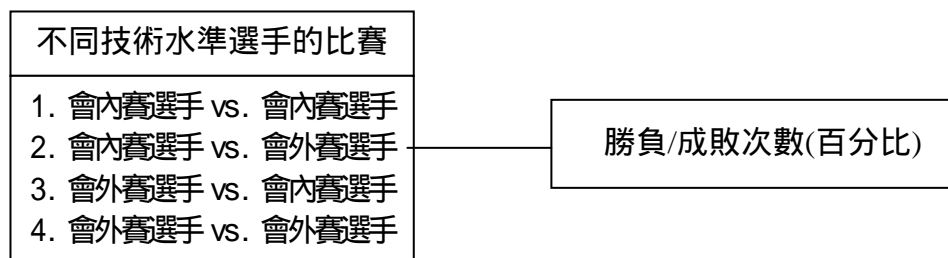 不同技術水準選手的比賽
1. 會內賽選手 vs. 會內賽選手
2. 會內賽選手 vs. 會外賽選手
3. 會外賽選手 vs. 會內賽選手
4. 會外賽選手 vs. 會外賽選手
勝負/成敗次數(百分比)